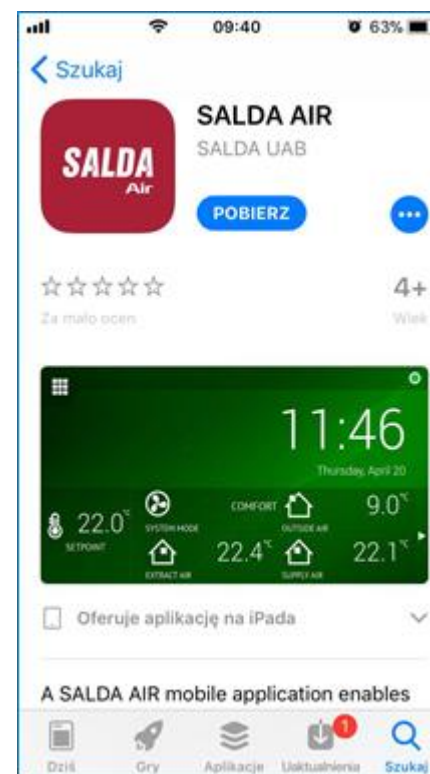 09:40 63%
Szukaj
SALDA
Air
SALDA AIR
SALDA UAB
POBIERZ
4+
Za mało ocen Wiek
11:46
Thursday, April 20
22.0°C
SETPOINT
SYSTEM MODE
COMFORT
OUTSIDE AIR
9.0°C
EXTRACT AIR
22.4°C
SUPPLY AIR
22.1°C
Oferuje aplikację na iPada
A SALDA AIR mobile application enables
1
Dziś Gry Aplikacje Uaktualnienia Szukaj